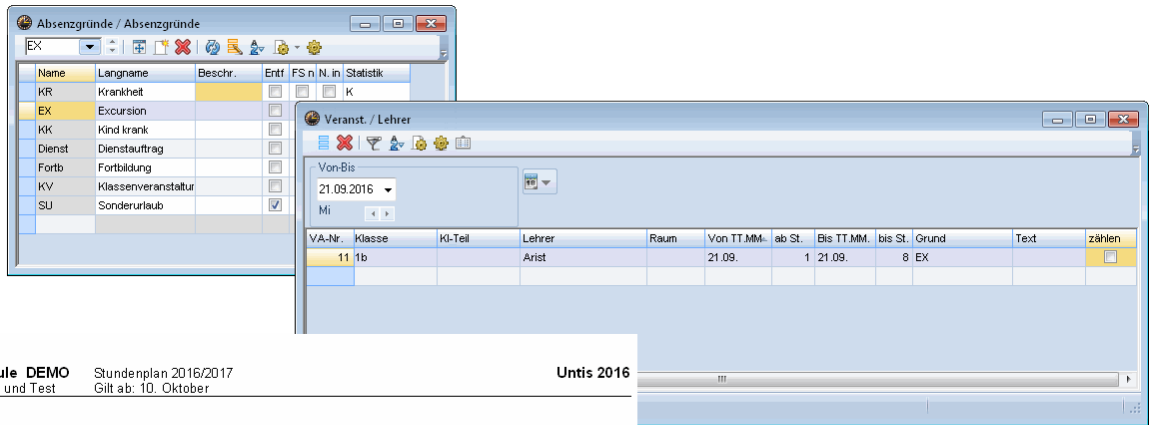 Absenzgründe / Absenzgründe
EX
Name Langname Beschr. Entf FS n N. in Statistik
KR Krankheit K
EX Excursion
KK Kind krank
Dienst Dienstauftrag
Fortb Fortbildung
KV Klassenveranstaltur
SU Sonderurlaub
Veranst. / Lehrer
Von-Bis
21.09.2016
Mi
VA-Nr. Klasse Kl-Teil Lehrer Raum Von TT.MM ab St. Bis TT.MM. bis St. Grund Text zählen
11 1b Arist 21.09. 1 21.09. 8 EX
ule DEMO Stundenplan 2016/2017 Untis 2016
und Test Gilt ab: 10. Oktober